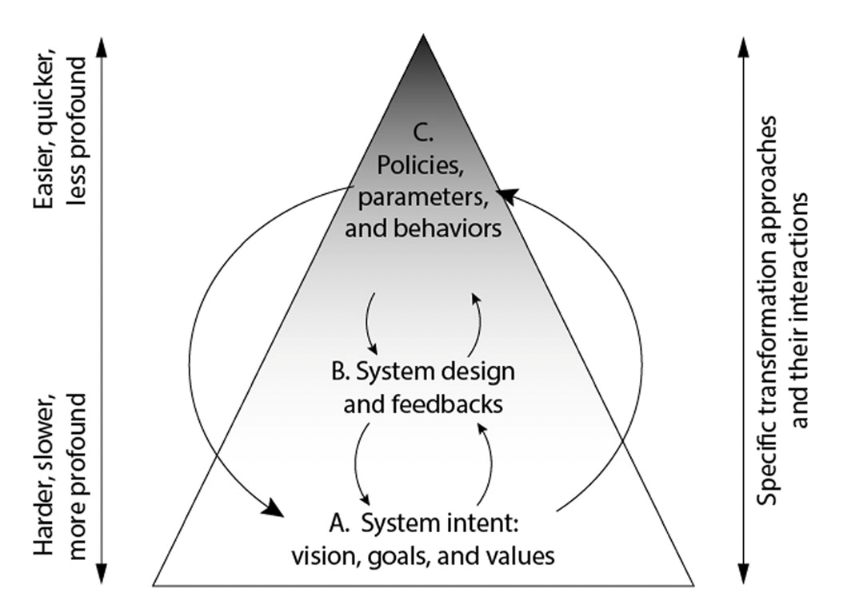 Easier, quicker,
less profound
Harder, slower,
more profound
C.
Policies,
parameters,
and behaviors
B. System design
and feedbacks
A. System intent:
vision, goals, and values
Specific transformation approaches
and their interactions